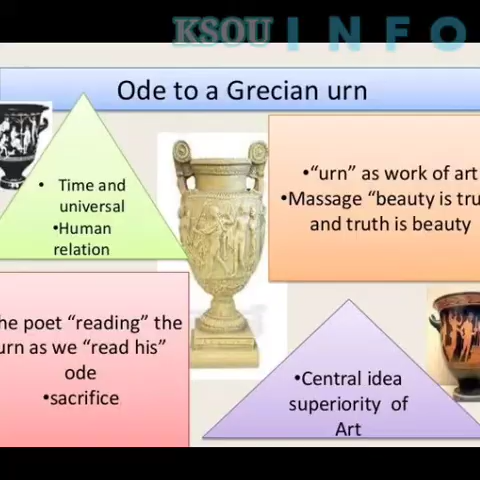 KSOU INFO
Ode to a Grecian urn
• Time and
universal
•Human
relation
•"urn" as work of art
•Massage "beauty is tru
and truth is beauty
he poet "reading" the
urn as we "read his"
ode
•sacrifice
•Central idea
superiority of
Art